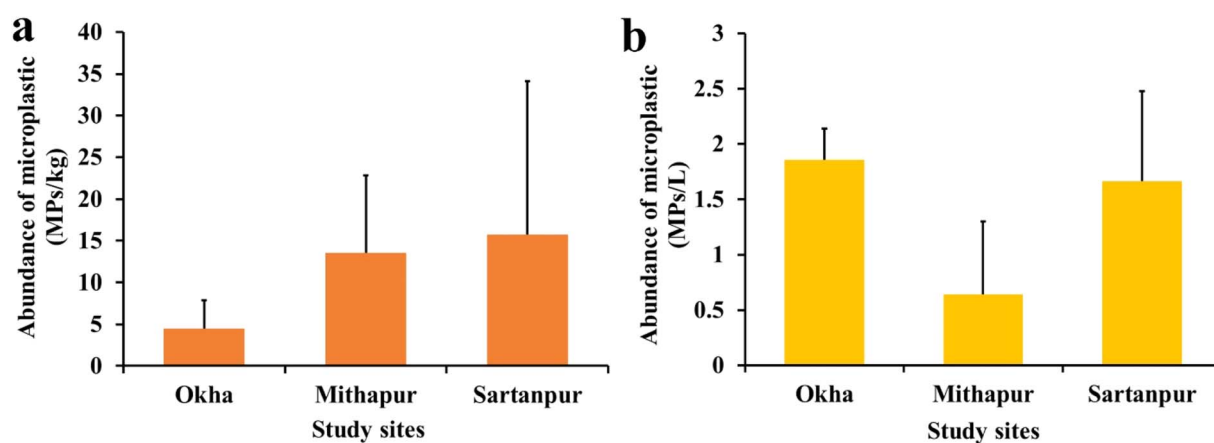 a
Abundance of microplastic
(MPs/kg)
40
35
30
25
20
15
10
5
0
Okha
Mithapur
Sartanpur
Study sites
b
Abundance of microplastic
(MPs/L)
3
2.5
2
1.5
1
0.5
0
Okha
Mithapur
Sartanpur
Study sites